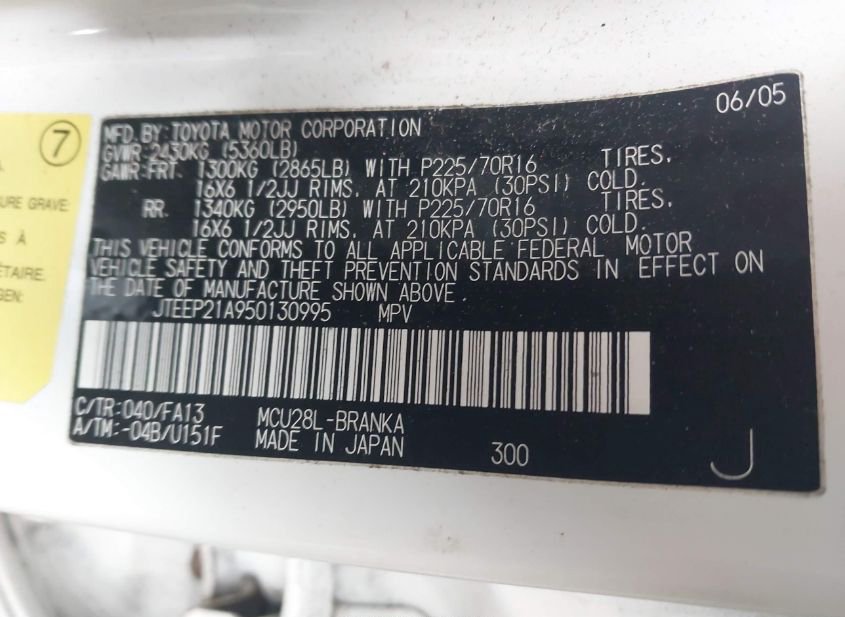 06/05
7
MFD. BY: TOYOTA MOTOR CORPORATION
GVWR: 2430KG (5360LB)
GAWR: FRT. 1300KG (2865LB) WITH P225/70R16 TIRES.
16X6 1/2JJ RIMS. AT 210KPA (30PSI) COLD.
RR. 1340KG (2950LB) WITH P225/70R16 TIRES.
16X6 1/2JJ RIMS. AT 210KPA (30PSI) COLD.
THIS VEHICLE CONFORMS TO ALL APPLICABLE FEDERAL MOTOR
VEHICLE SAFETY AND THEFT PREVENTION STANDARDS IN EFFECT ON
THE DATE OF MANUFACTURE SHOWN ABOVE.
JTEEP21A950130995 MPV
C/TR: 040/FA13 MCU28L-BRANKA
A/TM: -04B/U151F MADE IN JAPAN 300 J
GRAVE
S À